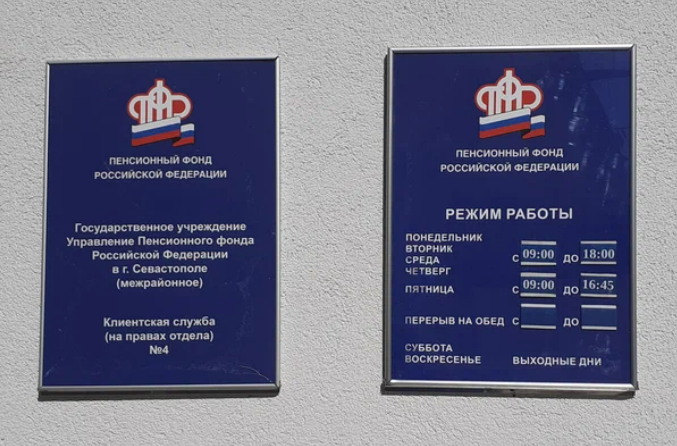 ПФР
ПЕНСИОННЫЙ ФОНД
РОССИЙСКОЙ ФЕДЕРАЦИИ
Государственное учреждение
Управление Пенсионного фонда
Российской Федерации
в г. Севастополе
(межрайонное)
Клиентская служба
(на правах отдела)
№4
ПФР
ПЕНСИОННЫЙ ФОНД
РОССИЙСКОЙ ФЕДЕРАЦИИ
РЕЖИМ РАБОТЫ
ПОНЕДЕЛЬНИК
ВТОРНИК
СРЕДА С 09:00 ДО 18:00
ЧЕТВЕРГ
ПЯТНИЦА С 09:00 ДО 16:45
ПЕРЕРЫВ НА ОБЕД С ДО
СУББОТА
ВОСКРЕСЕНЬЕ ВЫХОДНЫЕ ДНИ